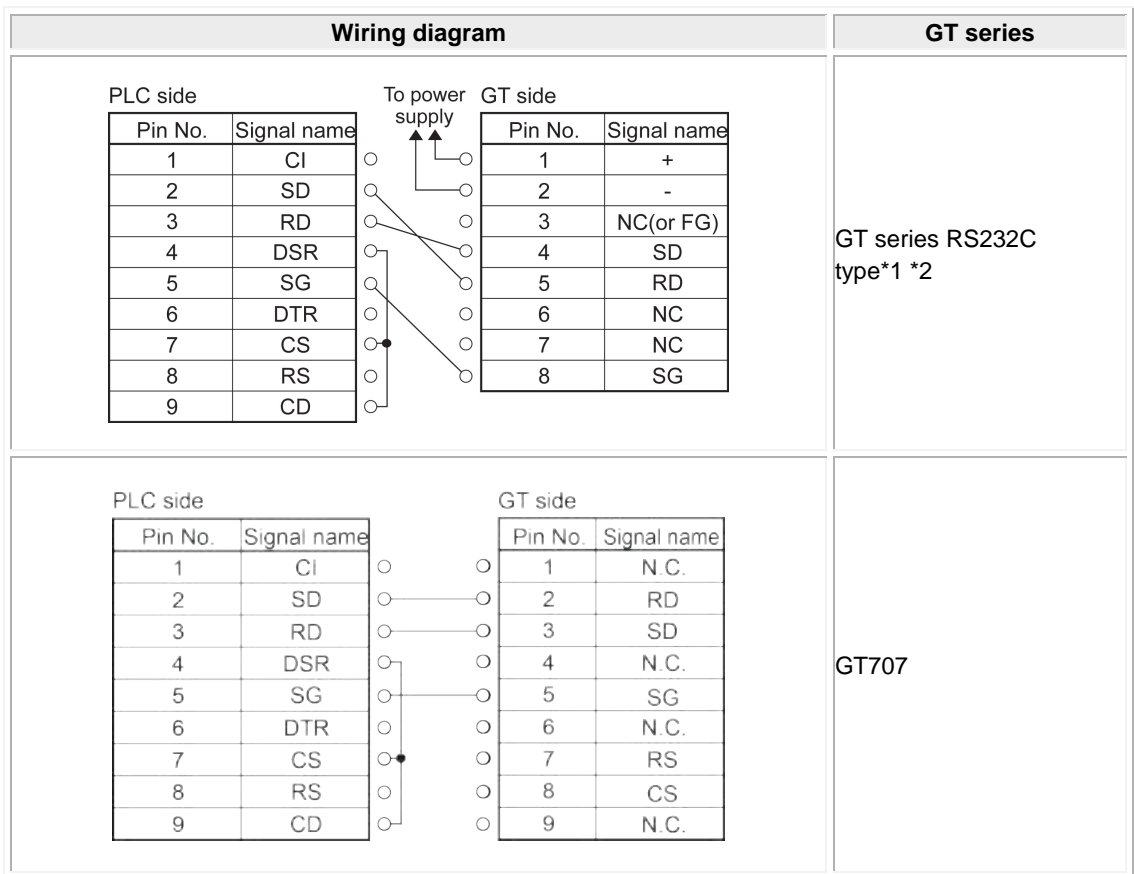 Wiring diagram GT series
PLC side To power supply GT side
Pin No. Signal name Pin No. Signal name
1 CI 1 +
2 SD 2 -
3 RD 3 NC(or FG)
4 DSR 4 SD
5 SG 5 RD
6 DTR 6 NC
7 CS 7 NC
8 RS 8 SG
9 CD
GT series RS232C
type*1 *2
PLC side GT side
Pin No. Signal name Pin No. Signal name
1 CI 1 N.C.
2 SD 2 RD
3 RD 3 SD
4 DSR 4 N.C.
5 SG 5 SG
6 DTR 6 N.C.
7 CS 7 RS
8 RS 8 CS
9 CD 9 N.C.
GT707